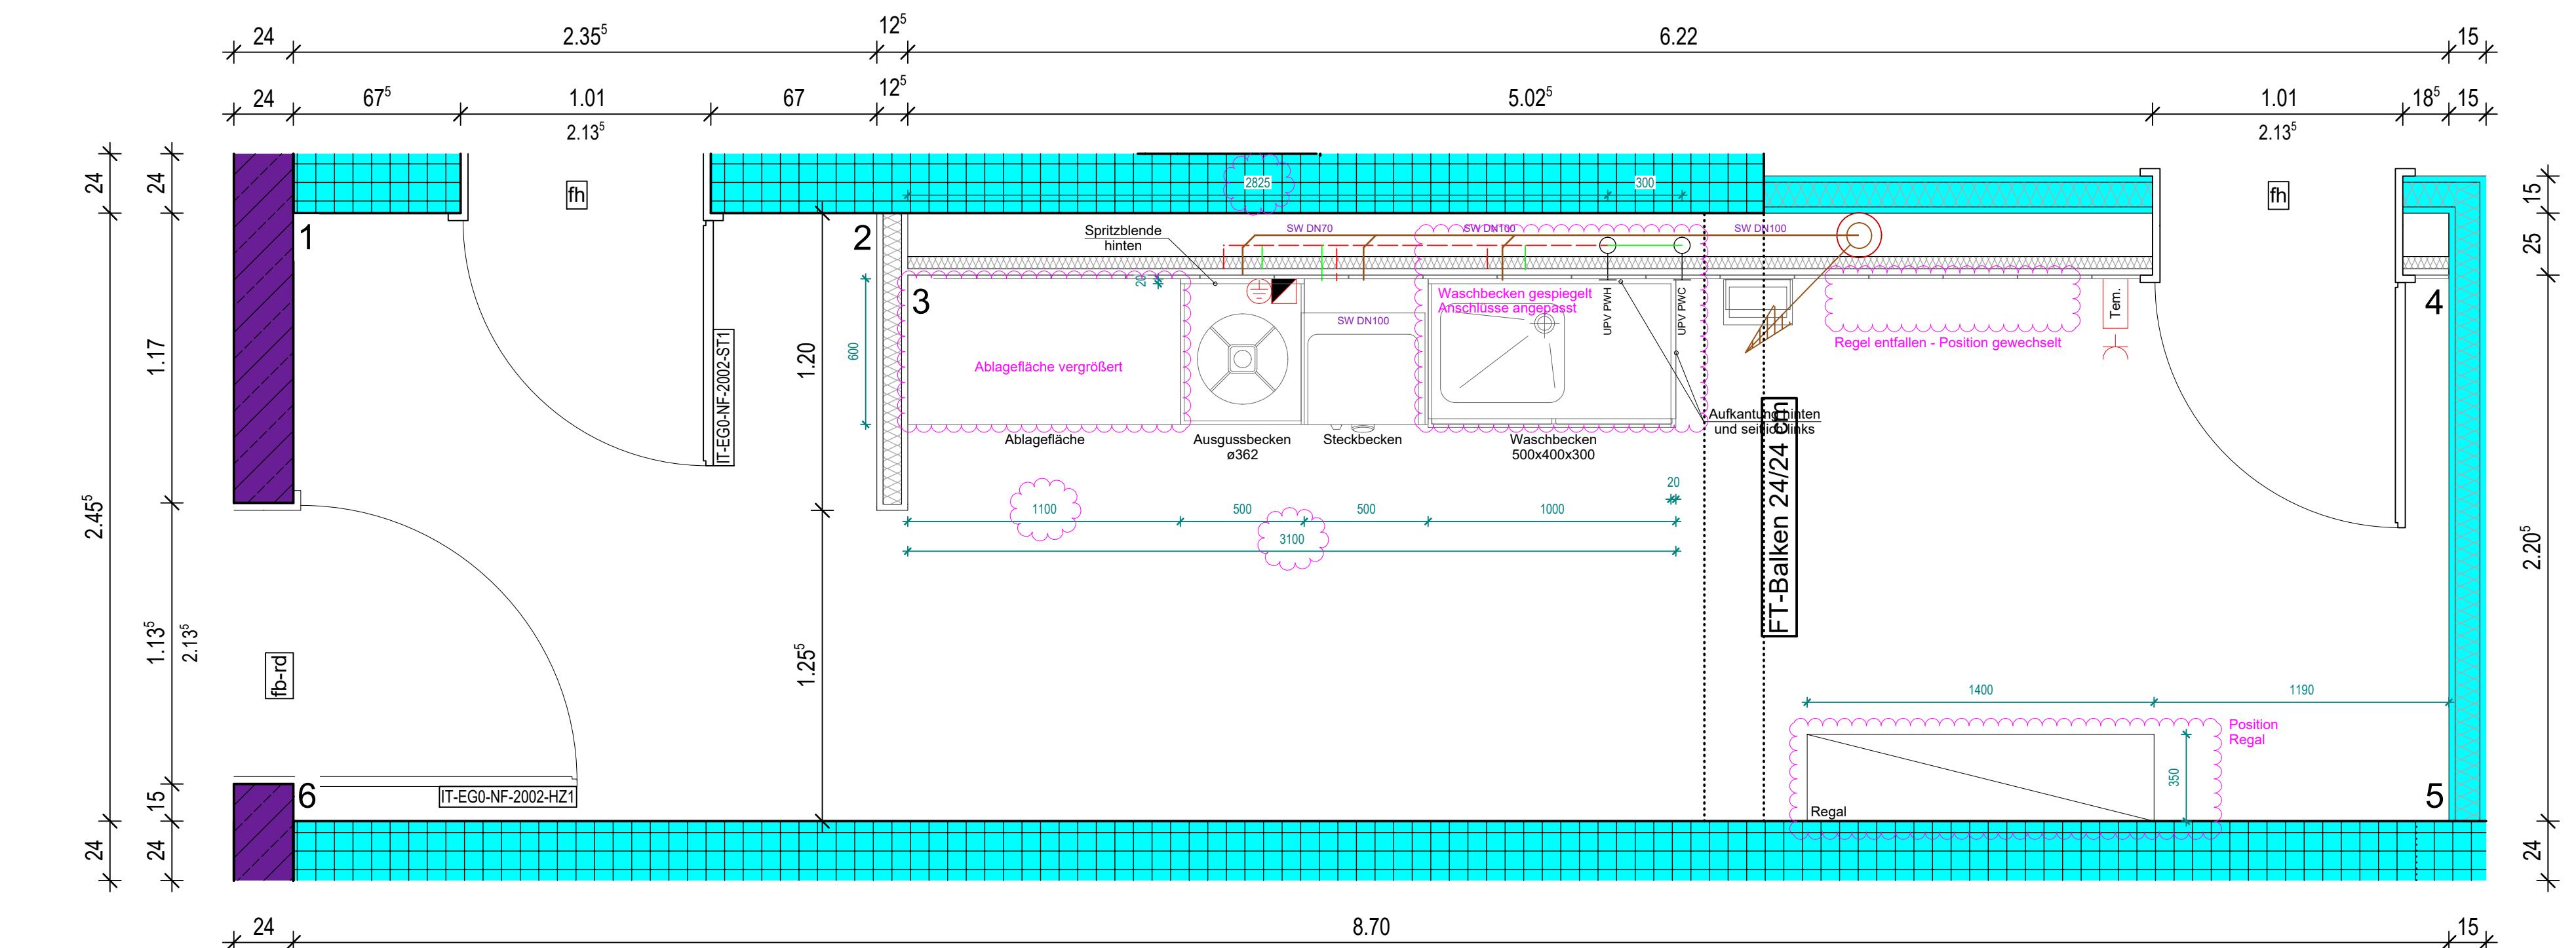 24
2.35⁵
12⁵
6.22
15
24
67⁵
1.01
2.13⁵
67
12⁵
5.02⁵
1.01
2.13⁵
18⁵
15
24
24
2.45⁵
1.17
1.13⁵
2.13⁵
15
24
24
15
25
2.20⁵
24
fh
2825
300
fh
1
2
3
4
5
6
Spritzblende
hinten
SW DN70
SW DN100
SW DN100
20
600
1.20
1.25⁵
IT-EG0-NF-2002-ST1
Ablagefläche vergrößert
SW DN100
Waschbecken gespiegelt
Anschlüsse angepasst
UPV PWH
UPV PWC
Regel entfallen - Position gewechselt
Tem.
Ablagefläche
Ausgussbecken
ø362
Steckbecken
Waschbecken
500x400x300
Aufkantung hinten
und seitlich links
FT-Balken 24/24 cm
20
1100
500
500
1000
3100
fb-rd
IT-EG0-NF-2002-HZ1
1400
1190
Position
Regal
350
Regal
24
8.70
15